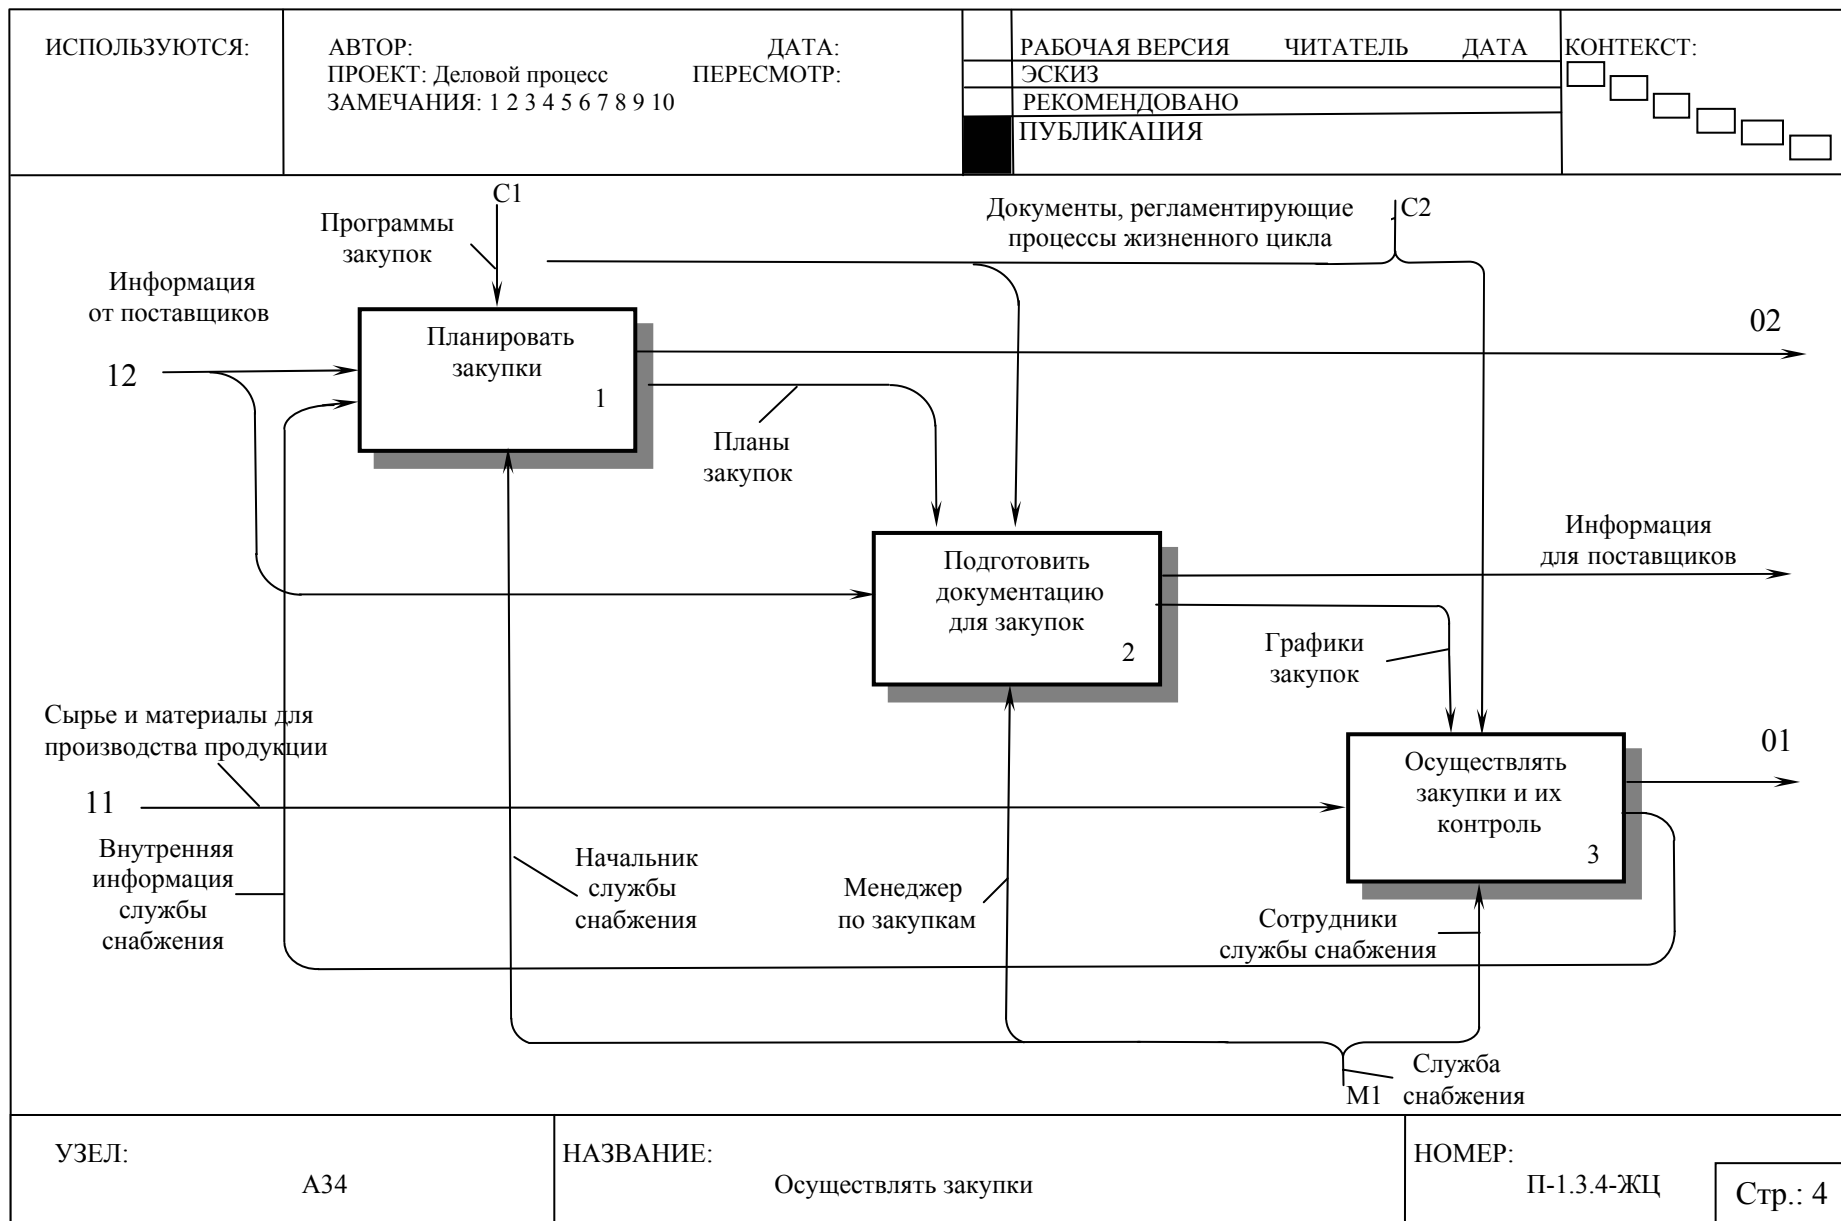 ИСПОЛЬЗУЮТСЯ:
АВТОР: ДАТА:
ПРОЕКТ: Деловой процесс ПЕРЕСМОТР:
ЗАМЕЧАНИЯ: 1 2 3 4 5 6 7 8 9 10
РАБОЧАЯ ВЕРСИЯ ЧИТАТЕЛЬ ДАТА
ЭСКИЗ
РЕКОМЕНДОВАНО
ПУБЛИКАЦИЯ
КОНТЕКСТ:
С1
Программы
закупок
Документы, регламентирующие
процессы жизненного цикла
С2
Информация
от поставщиков
12
Планировать
закупки
1
02
Планы
закупок
Подготовить
документацию
для закупок
2
Информация
для поставщиков
Графики
закупок
Сырье и материалы для
производства продукции
11
Осуществлять
закупки и их
контроль
3
01
Внутренняя
информация
службы
снабжения
Начальник
службы
снабжения
Менеджер
по закупкам
Сотрудники
службы снабжения
Служба
снабжения
М1
УЗЕЛ:
А34
НАЗВАНИЕ:
Осуществлять закупки
НОМЕР:
П-1.3.4-ЖЦ
Стр.: 4